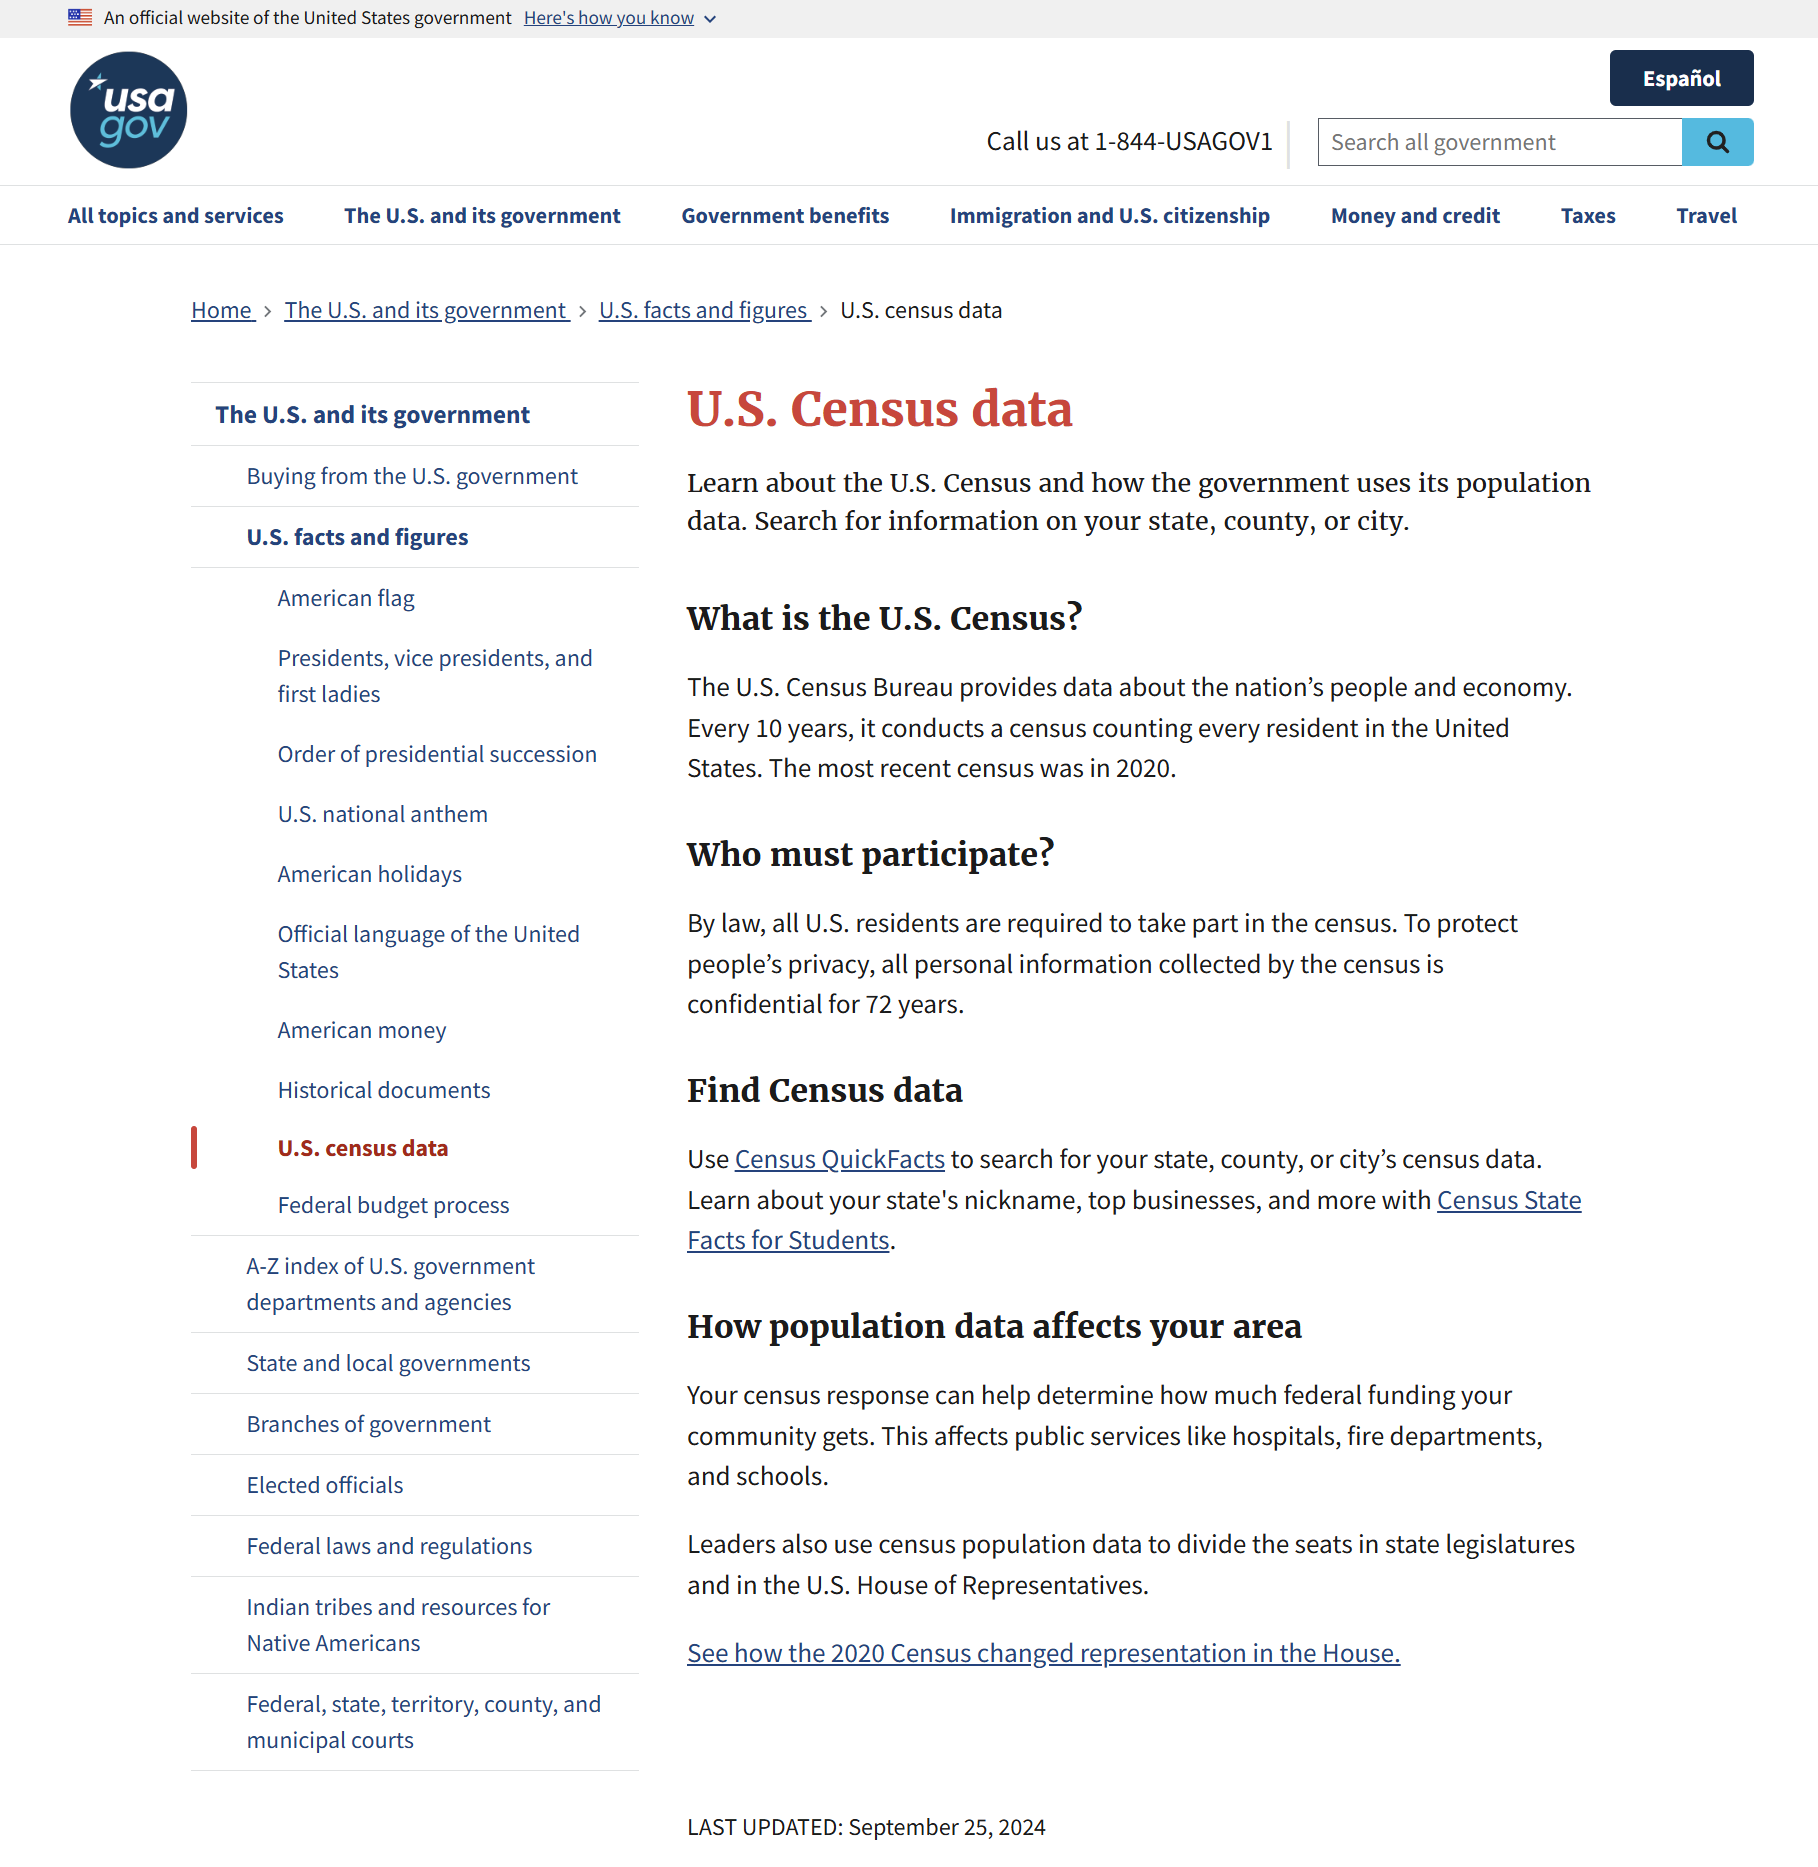 An official website of the United States government Here's how you know
usa
gov
Español
Call us at 1-844-USAGOV1
Search all government
All topics and services
The U.S. and its government
Government benefits
Immigration and U.S. citizenship
Money and credit
Taxes
Travel
Home › The U.S. and its government › U.S. facts and figures › U.S. census data
The U.S. and its government
Buying from the U.S. government
U.S. facts and figures
American flag
Presidents, vice presidents, and
first ladies
Order of presidential succession
U.S. national anthem
American holidays
Official language of the United
States
American money
Historical documents
U.S. census data
Federal budget process
A-Z index of U.S. government
departments and agencies
State and local governments
Branches of government
Elected officials
Federal laws and regulations
Indian tribes and resources for
Native Americans
Federal, state, territory, county, and
municipal courts
U.S. Census data
Learn about the U.S. Census and how the government uses its population
data. Search for information on your state, county, or city.
What is the U.S. Census?
The U.S. Census Bureau provides data about the nation’s people and economy.
Every 10 years, it conducts a census counting every resident in the United
States. The most recent census was in 2020.
Who must participate?
By law, all U.S. residents are required to take part in the census. To protect
people’s privacy, all personal information collected by the census is
confidential for 72 years.
Find Census data
Use Census QuickFacts to search for your state, county, or city’s census data.
Learn about your state's nickname, top businesses, and more with Census State
Facts for Students.
How population data affects your area
Your census response can help determine how much federal funding your
community gets. This affects public services like hospitals, fire departments,
and schools.
Leaders also use census population data to divide the seats in state legislatures
and in the U.S. House of Representatives.
See how the 2020 Census changed representation in the House.
LAST UPDATED: September 25, 2024